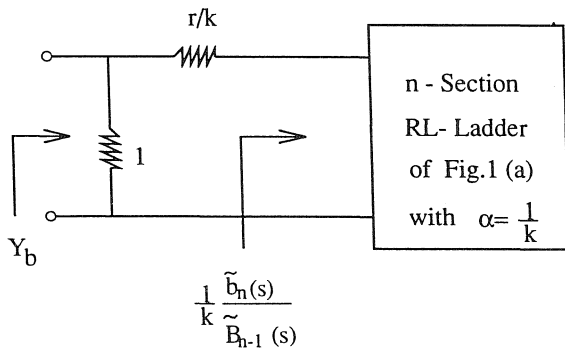 r/k
n - Section
RL- Ladder
of Fig.1 (a)
with α= 1/k
1
Y_b
1/k b̃_n(s)/B̃_{n-1}(s)